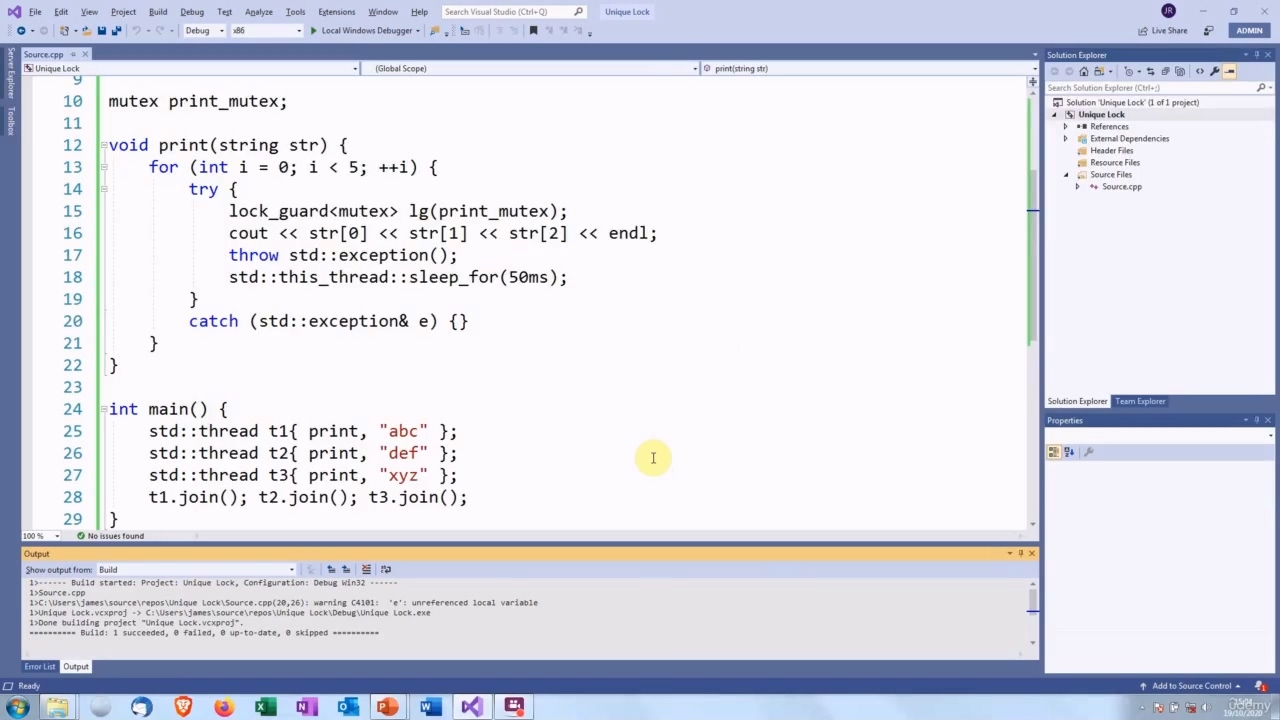 File Edit View Project Build Debug Test Analyze Tools Extensions Window Help Search Visual Studio (Ctrl+Q) Unique Lock JR
Debug x86 Local Windows Debugger Live Share ADMIN
Server Explorer
Toolbox
Source.cpp
Unique Lock (Global Scope) print(string str)
9
10 mutex print_mutex;
11
12 void print(string str) {
13 for (int i = 0; i < 5; ++i) {
14 try {
15 lock_guard<mutex> lg(print_mutex);
16 cout << str[0] << str[1] << str[2] << endl;
17 throw std::exception();
18 std::this_thread::sleep_for(50ms);
19 }
20 catch (std::exception& e) {}
21 }
22 }
23
24 int main() {
25 std::thread t1{ print, "abc" };
26 std::thread t2{ print, "def" };
27 std::thread t3{ print, "xyz" };
28 t1.join(); t2.join(); t3.join();
29 }
100 % No issues found
Output
Show output from: Build
1>------ Build started: Project: Unique Lock, Configuration: Debug Win32 ------
1>Source.cpp
1>C:\Users\james\source\repos\Unique Lock\Source.cpp(20,26): warning C4101: 'e': unreferenced local variable
1>Unique Lock.vcxproj -> C:\Users\james\source\repos\Unique Lock\Debug\Unique Lock.exe
1>Done building project "Unique Lock.vcxproj".
========== Build: 1 succeeded, 0 failed, 0 up-to-date, 0 skipped ==========
Error List Output
Solution Explorer
Search Solution Explorer (Ctrl+;)
Solution 'Unique Lock' (1 of 1 project)
Unique Lock
References
External Dependencies
Header Files
Resource Files
Source Files
Source.cpp
Solution Explorer Team Explorer
Properties
Ready Add to Source Control 1
udemy
19/10/2020